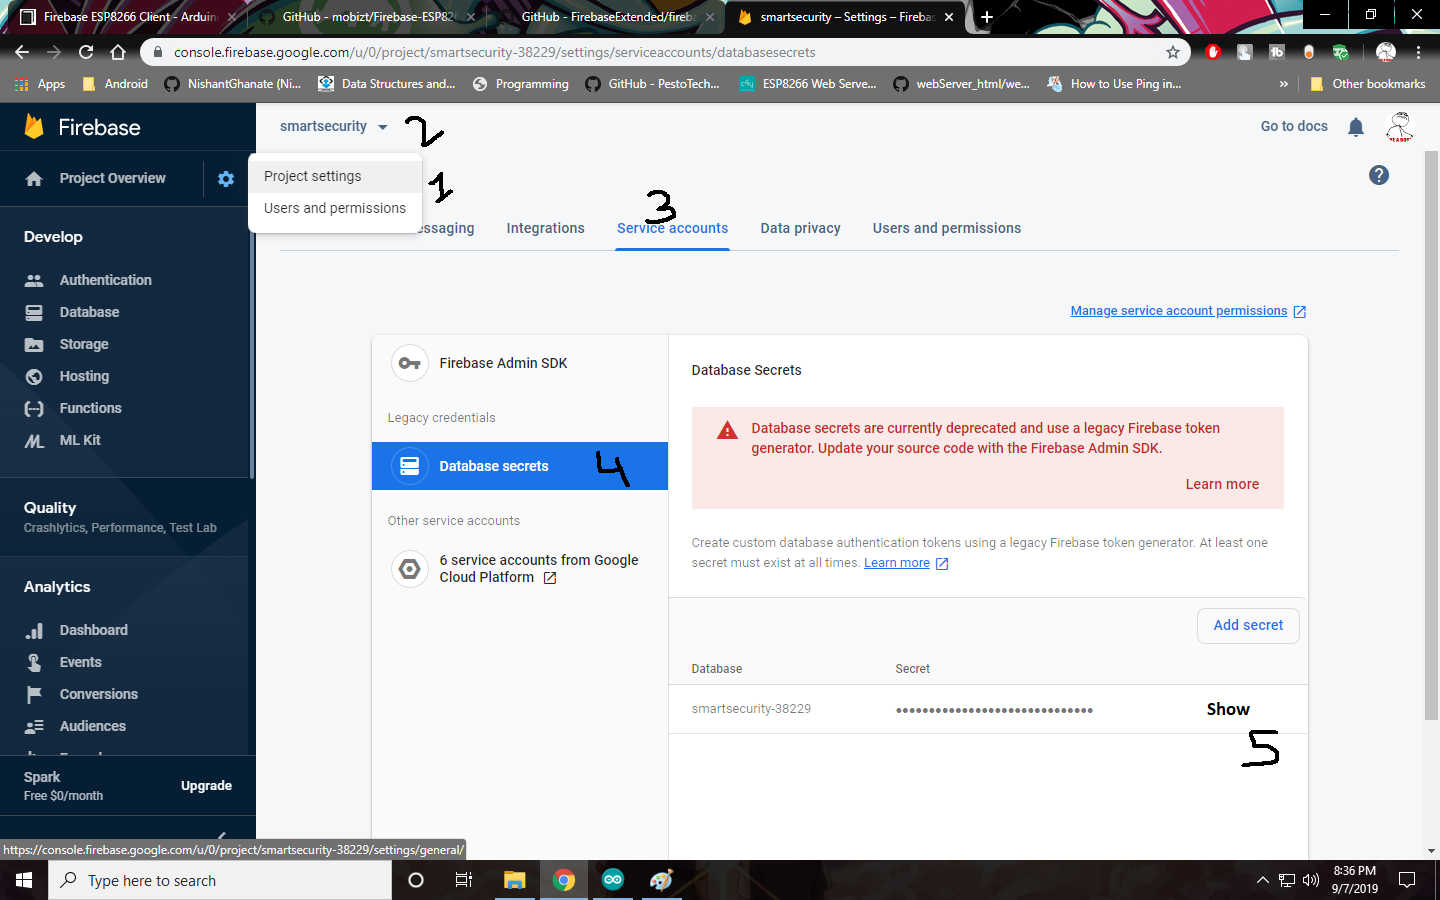 Firebase ESP8266 Client - Arduin
GitHub - mobizt/Firebase-ESP826
GitHub - FirebaseExtended/fireba
smartsecurity – Settings – Firebas
console.firebase.google.com/u/0/project/smartsecurity-38229/settings/serviceaccounts/databasesecrets
Apps
Android
NishantGhanate (Ni...
Data Structures and...
Programming
GitHub - PestoTech...
ESP8266 Web Serve...
webServer_html/we...
How to Use Ping in...
»
Other bookmarks
Firebase
smartsecurity
2
Go to docs
Project Overview
Project settings
1
Users and permissions
essaging
Integrations
3
Service accounts
Data privacy
Users and permissions
Develop
Authentication
Database
Storage
Hosting
Functions
ML Kit
Quality
Crashlytics, Performance, Test Lab
Analytics
Dashboard
Events
Conversions
Audiences
Spark
Free $0/month
Upgrade
Manage service account permissions
Firebase Admin SDK
Legacy credentials
Database secrets
4
Other service accounts
6 service accounts from Google
Cloud Platform
Database Secrets
Database secrets are currently deprecated and use a legacy Firebase token
generator. Update your source code with the Firebase Admin SDK.
Learn more
Create custom database authentication tokens using a legacy Firebase token generator. At least one
secret must exist at all times. Learn more
Add secret
Database
Secret
smartsecurity-38229
••••••••••••••••••••••••••••••
Show
5
https://console.firebase.google.com/u/0/project/smartsecurity-38229/settings/general/
Type here to search
8:36 PM
9/7/2019